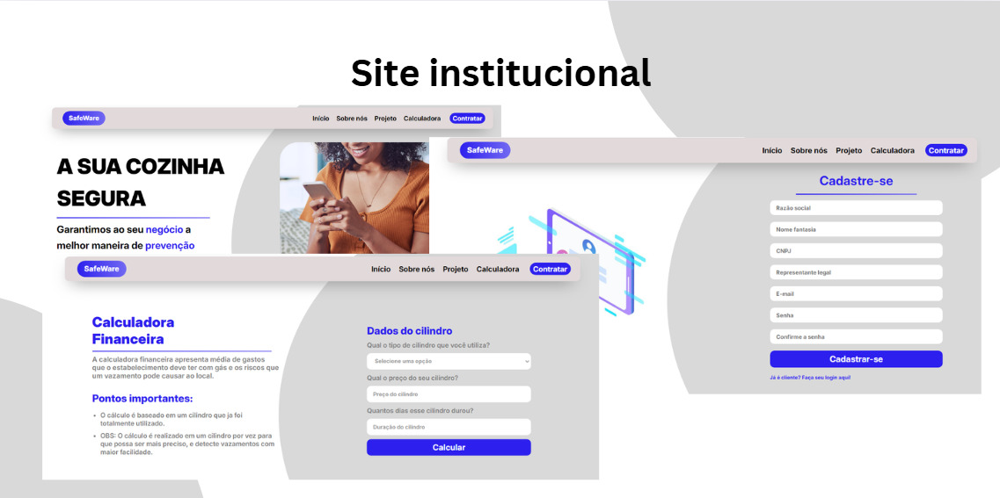 Site institucional
SafeWare
Início Sobre nós Projeto Calculadora Contratar
A SUA COZINHA
SEGURA
Garantimos ao seu negócio a
melhor maneira de prevenção
SafeWare
Início Sobre nós Projeto Calculadora Contratar
Cadastre-se
Razão social
Nome fantasia
CNPJ
Representante legal
E-mail
Senha
Confirme a senha
Cadastrar-se
Já é cliente? Faça seu login aqui!
SafeWare
Início Sobre nós Projeto Calculadora Contratar
Calculadora
Financeira
A calculadora financeira apresenta média de gastos
que o estabelecimento deve ter com gás e os riscos que
um vazamento pode causar ao local.
Pontos importantes:
• O cálculo é baseado em um cilindro que ja foi
totalmente utilizado.
• OBS: O cálculo é realizado em um cilindro por vez para
que possa ser mais preciso, e detecte vazamentos com
maior facilidade.
Dados do cilindro
Qual o tipo de cilindro que você utiliza?
Selecione uma opção
Qual o preço do seu cilindro?
Preço do cilindro
Quantos dias esse cilindro durou?
Duração do cilindro
Calcular